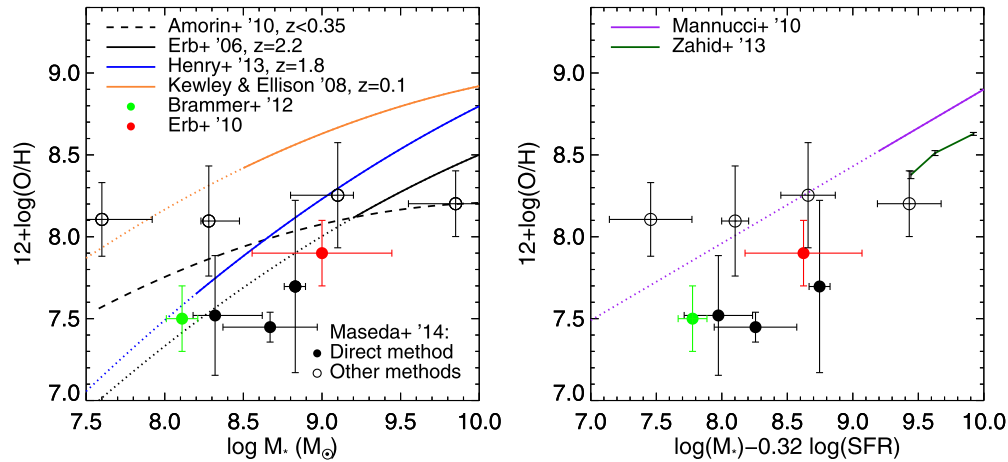 Amorin+ '10, z<0.35
Erb+ '06, z=2.2
Henry+ '13, z=1.8
Kewley & Ellison '08, z=0.1
Brammer+ '12
Erb+ '10
Maseda+ '14:
Direct method
Other methods
12+log(O/H)
9.0
8.5
8.0
7.5
7.0
7.5 8.0 8.5 9.0 9.5 10.0
log M* (M☉)
Mannucci+ '10
Zahid+ '13
12+log(O/H)
9.0
8.5
8.0
7.5
7.0
7.0 7.5 8.0 8.5 9.0 9.5 10.0
log(M*)−0.32 log(SFR)